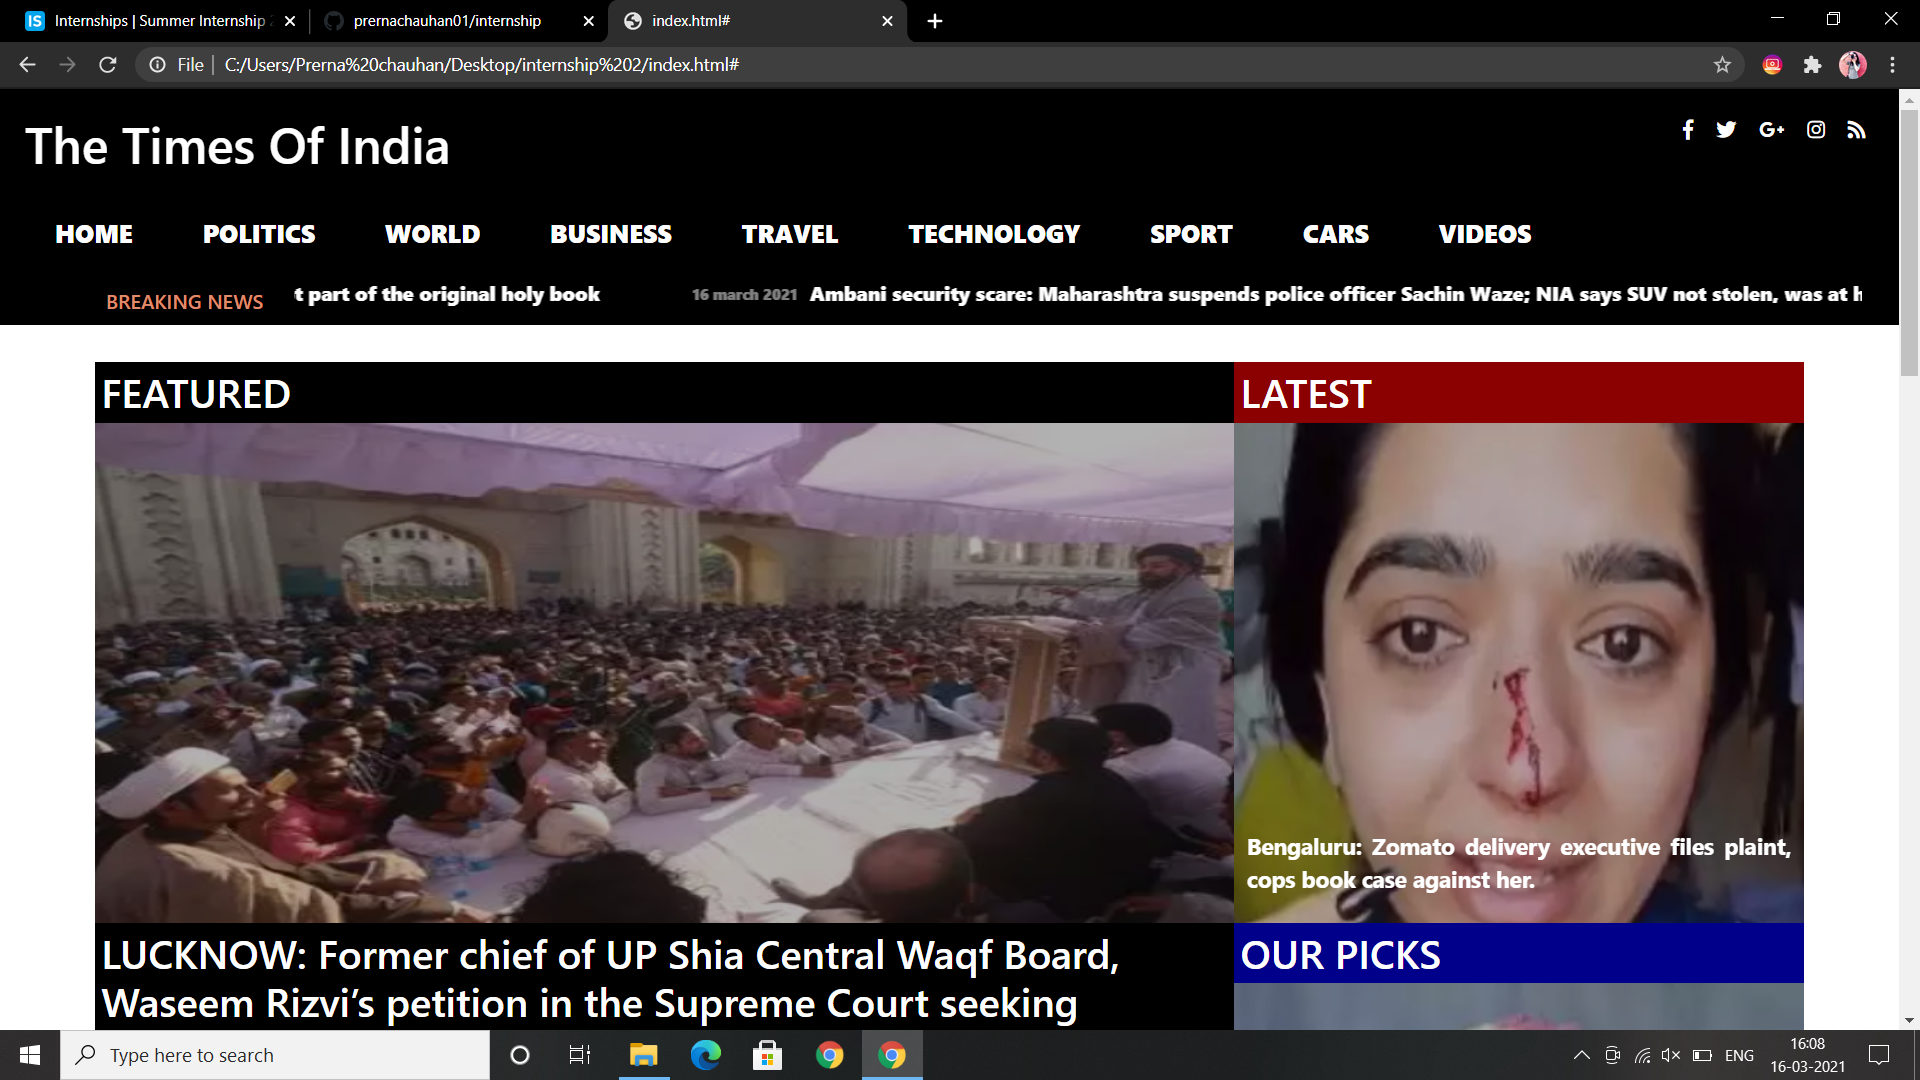 Internships | Summer Internship
prernachauhan01/internship
index.html#
File
C:/Users/Prerna%20chauhan/Desktop/internship%202/index.html#
The Times Of India
HOME POLITICS WORLD BUSINESS TRAVEL TECHNOLOGY SPORT CARS VIDEOS
BREAKING NEWS t part of the original holy book 16 march 2021 Ambani security scare: Maharashtra suspends police officer Sachin Waze; NIA says SUV not stolen, was at h
FEATURED
LATEST
Bengaluru: Zomato delivery executive files plaint,
cops book case against her.
LUCKNOW: Former chief of UP Shia Central Waqf Board,
Waseem Rizvi’s petition in the Supreme Court seeking
OUR PICKS
Type here to search
ENG
16:08
16-03-2021